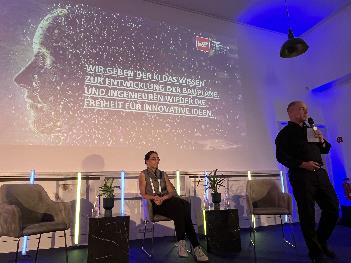 WIR GEBEN DER KI DAS WISSEN
ZUR ENTWICKLUNG DER BAUPLÄNE.
UND INGENIEUREN WIEDER DIE
FREIHEIT FÜR INNOVATIVE IDEEN.